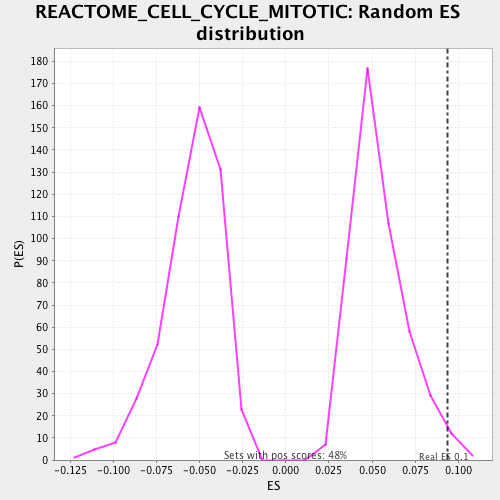 REACTOME_CELL_CYCLE_MITOTIC: Random ES
distribution
180
170
160
150
140
130
120
110
100
90
80
70
60
50
40
30
20
10
0
P(ES)
Sets with pos scores: 48%
Real ES 0.1
-0.125 -0.100 -0.075 -0.050 -0.025 0.000 0.025 0.050 0.075 0.100
ES